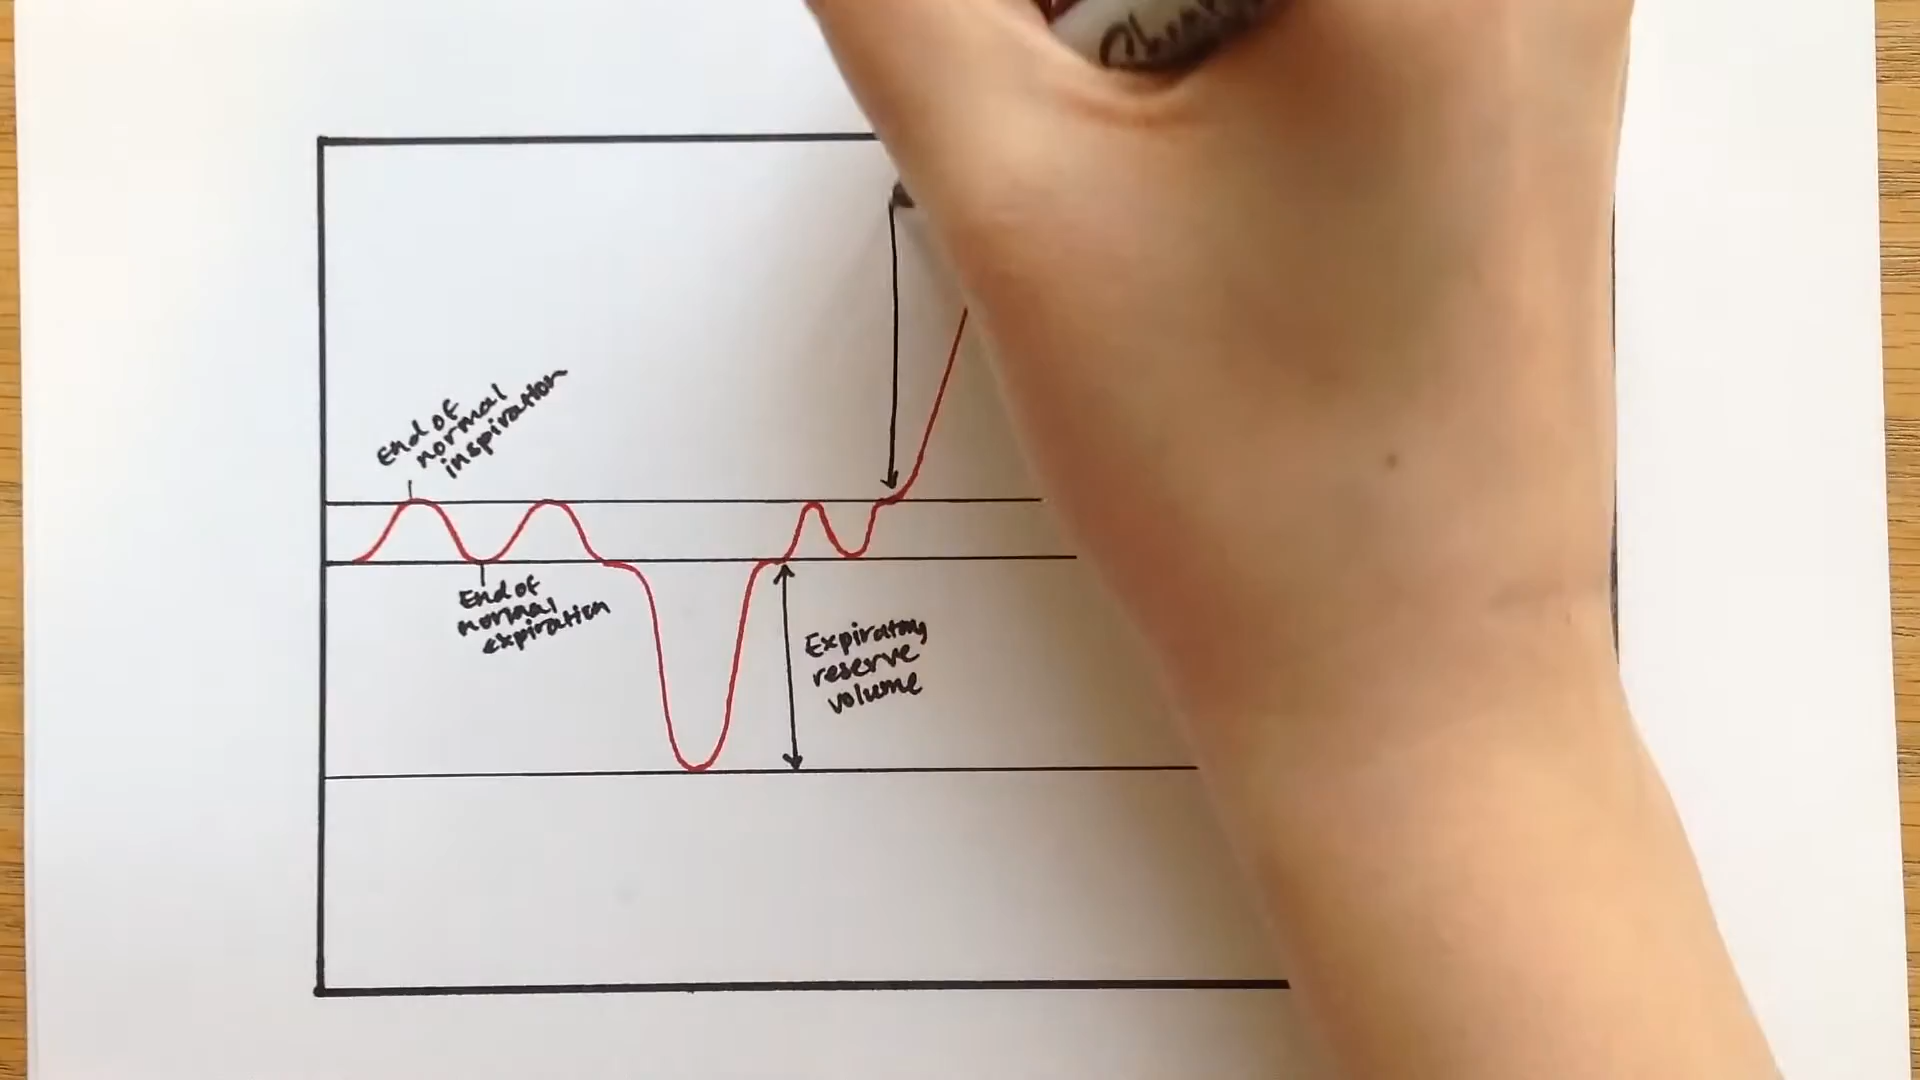 End of
normal
inspiration
End of
normal
expiration
Expiratory
reserve
volume